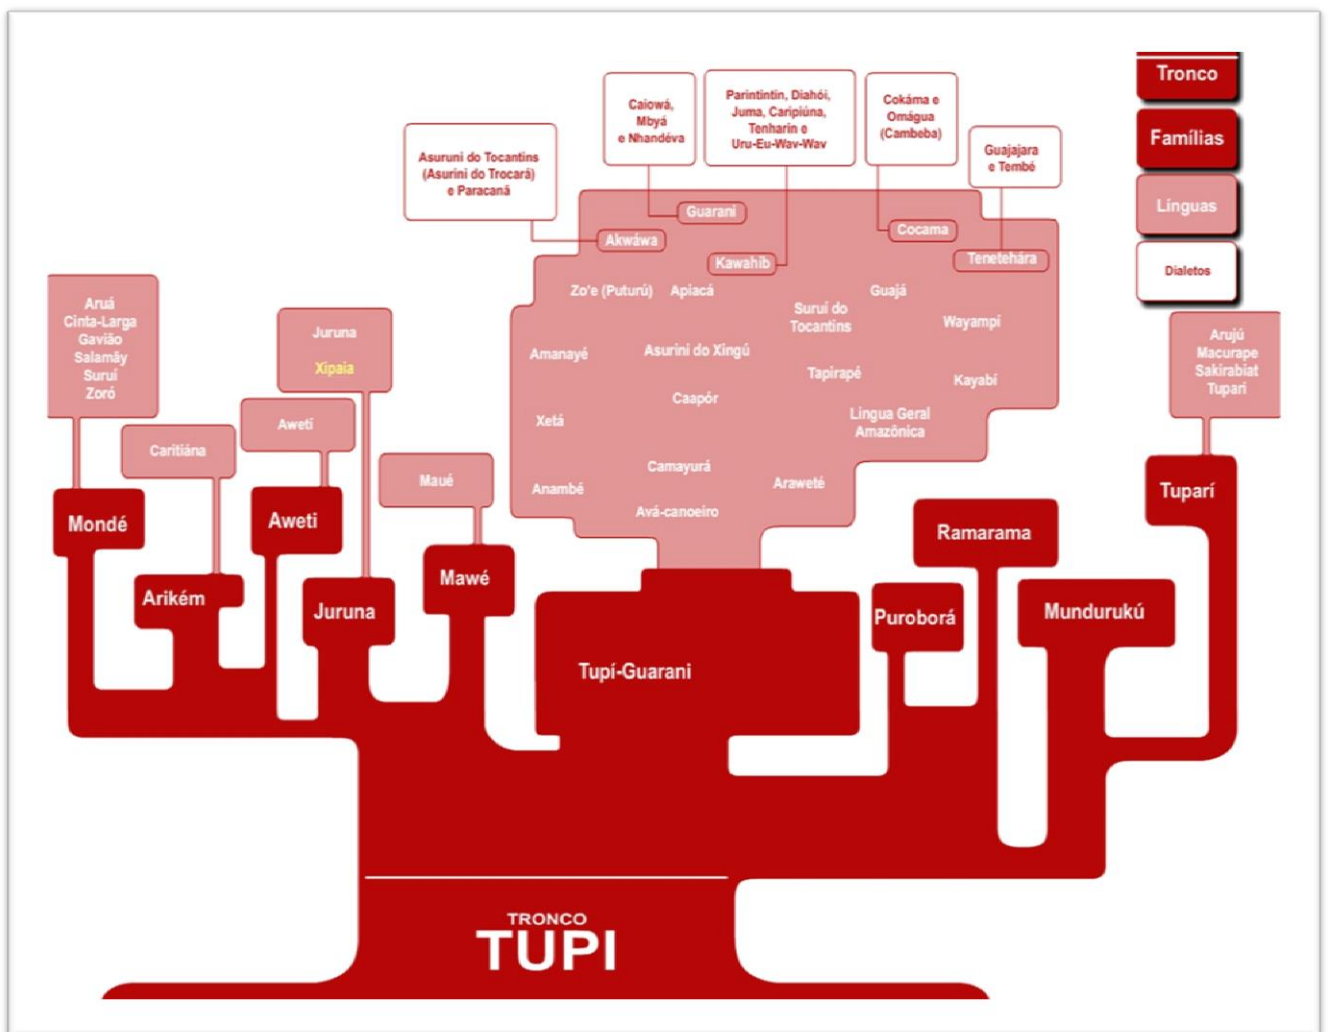 Tronco
Famílias
Línguas
Dialetos
Caiowá,
Mbyá
e Nhandéva
Parintintin, Diahói,
Juma, Caripiúna,
Tenharin e
Uru-Eu-Wav-Wav
Cokáma e
Omágua
(Cambeba)
Guajajara
e Tembé
Asuruni do Tocantins
(Asurini do Trocará)
e Paracanã
Guarani
Akwáwa
Kawahib
Cocama
Tenetehára
Zo'e (Puturú)
Apiacá
Suruí do
Tocantins
Guajá
Wayampí
Amanayé
Asurini do Xingú
Tapirapé
Kayabí
Caapór
Xetá
Lingua Geral
Amazônica
Camayurá
Anambé
Araweté
Avá-canoeiro
Aruá
Cinta-Larga
Gavião
Salamãy
Suruí
Zoró
Juruna
Xipaia
Awetí
Caritiána
Maué
Arujú
Macurape
Sakirabiat
Tupari
Mondé
Arikém
Aweti
Juruna
Mawé
Tupí-Guarani
Puroborá
Ramarama
Mundurukú
Tuparí
TRONCO
TUPI